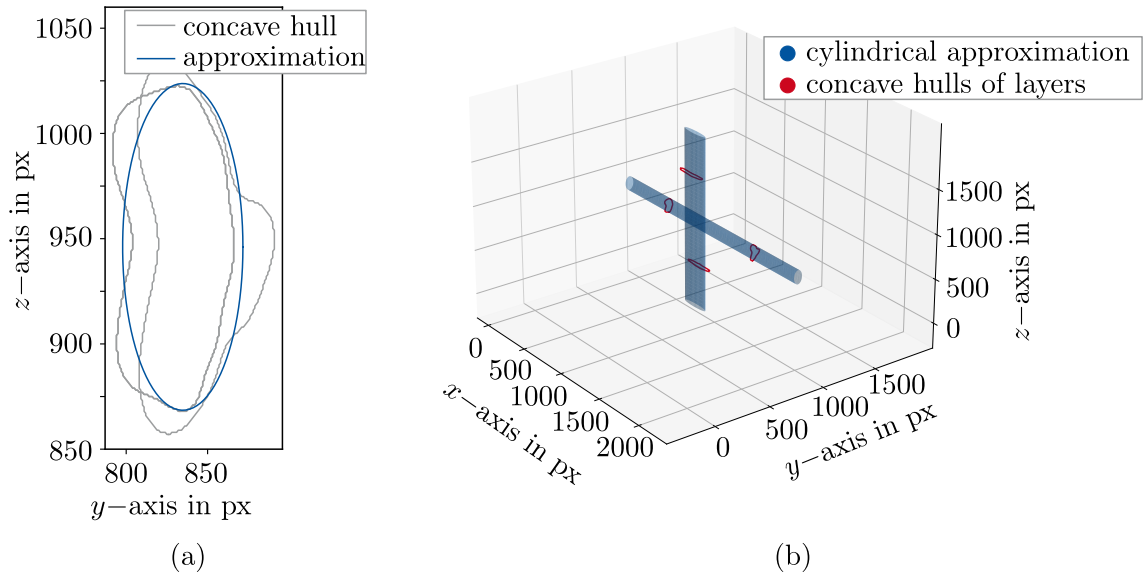 1050
1000
950
900
850
z−axis in px
800
850
y−axis in px
concave hull
approximation
(a)
cylindrical approximation
concave hulls of layers
1500
1000
500
0
z−axis in px
0
500
1000
1500
2000
x−axis in px
0
500
1000
1500
y−axis in px
(b)